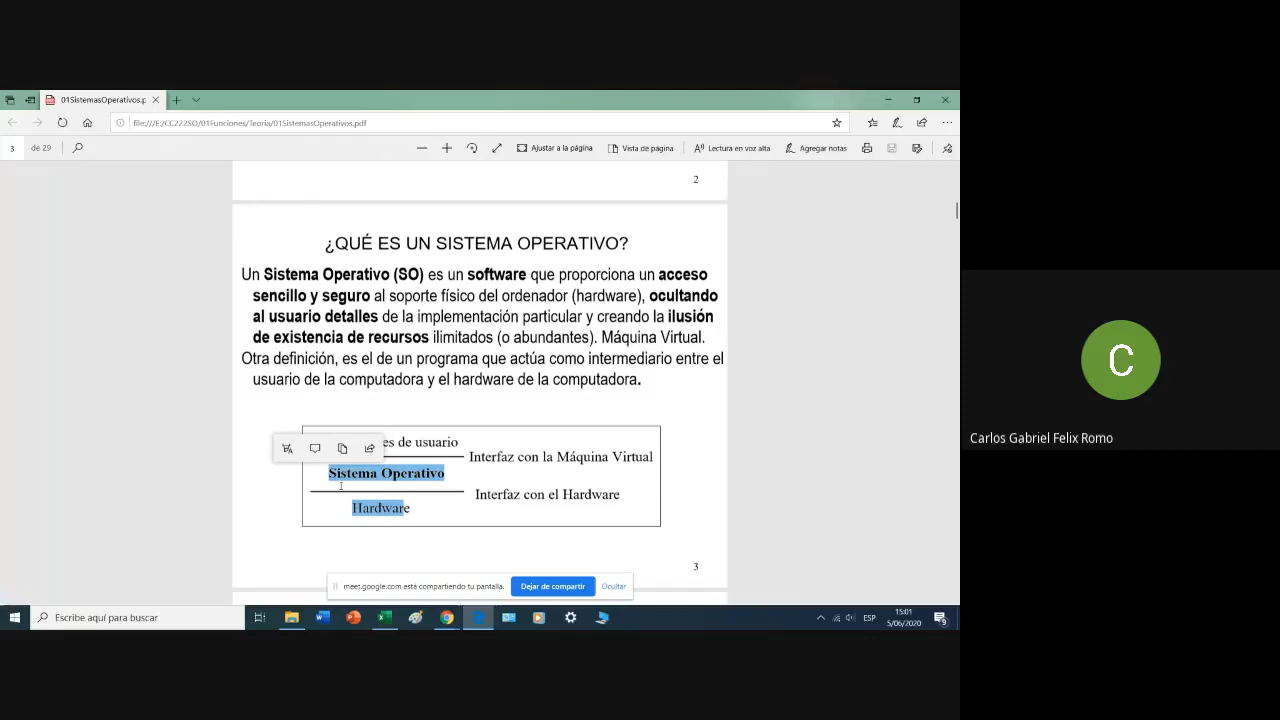 01SistemasOperativos.p
file:///E:/CC222SO/01Funciones/Teoria/01SistemasOperativos.pdf
3 de 29
Ajustar a la página
Vista de página
Lectura en voz alta
Agregar notas
2
¿QUÉ ES UN SISTEMA OPERATIVO?
Un Sistema Operativo (SO) es un software que proporciona un acceso
sencillo y seguro al soporte físico del ordenador (hardware), ocultando
al usuario detalles de la implementación particular y creando la ilusión
de existencia de recursos ilimitados (o abundantes). Máquina Virtual.
Otra definición, es el de un programa que actúa como intermediario entre el
usuario de la computadora y el hardware de la computadora.
es de usuario
Interfaz con la Máquina Virtual
Sistema Operativo
Interfaz con el Hardware
Hardware
3
meet.google.com está compartiendo tu pantalla.
Dejar de compartir
Ocultar
Escribe aquí para buscar
ESP
15:01
5/06/2020
C
Carlos Gabriel Felix Romo